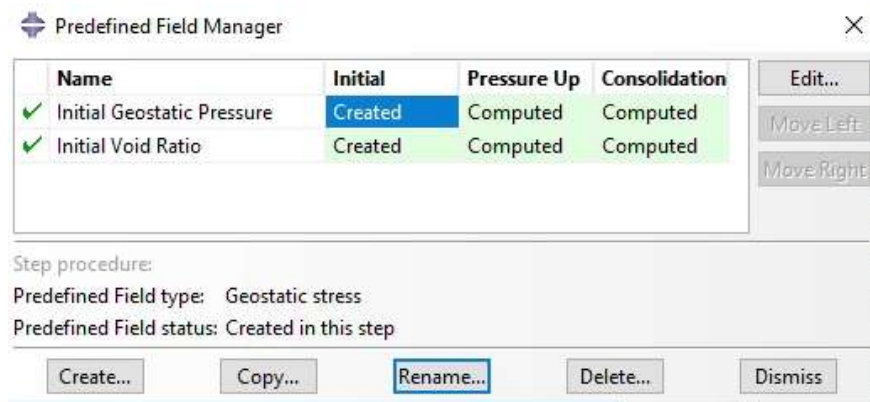 Predefined Field Manager
Name Initial Pressure Up Consolidation
Initial Geostatic Pressure Created Computed Computed
Initial Void Ratio Created Computed Computed
Edit...
Move Left
Move Right
Step procedure:
Predefined Field type: Geostatic stress
Predefined Field status: Created in this step
Create... Copy... Rename... Delete... Dismiss